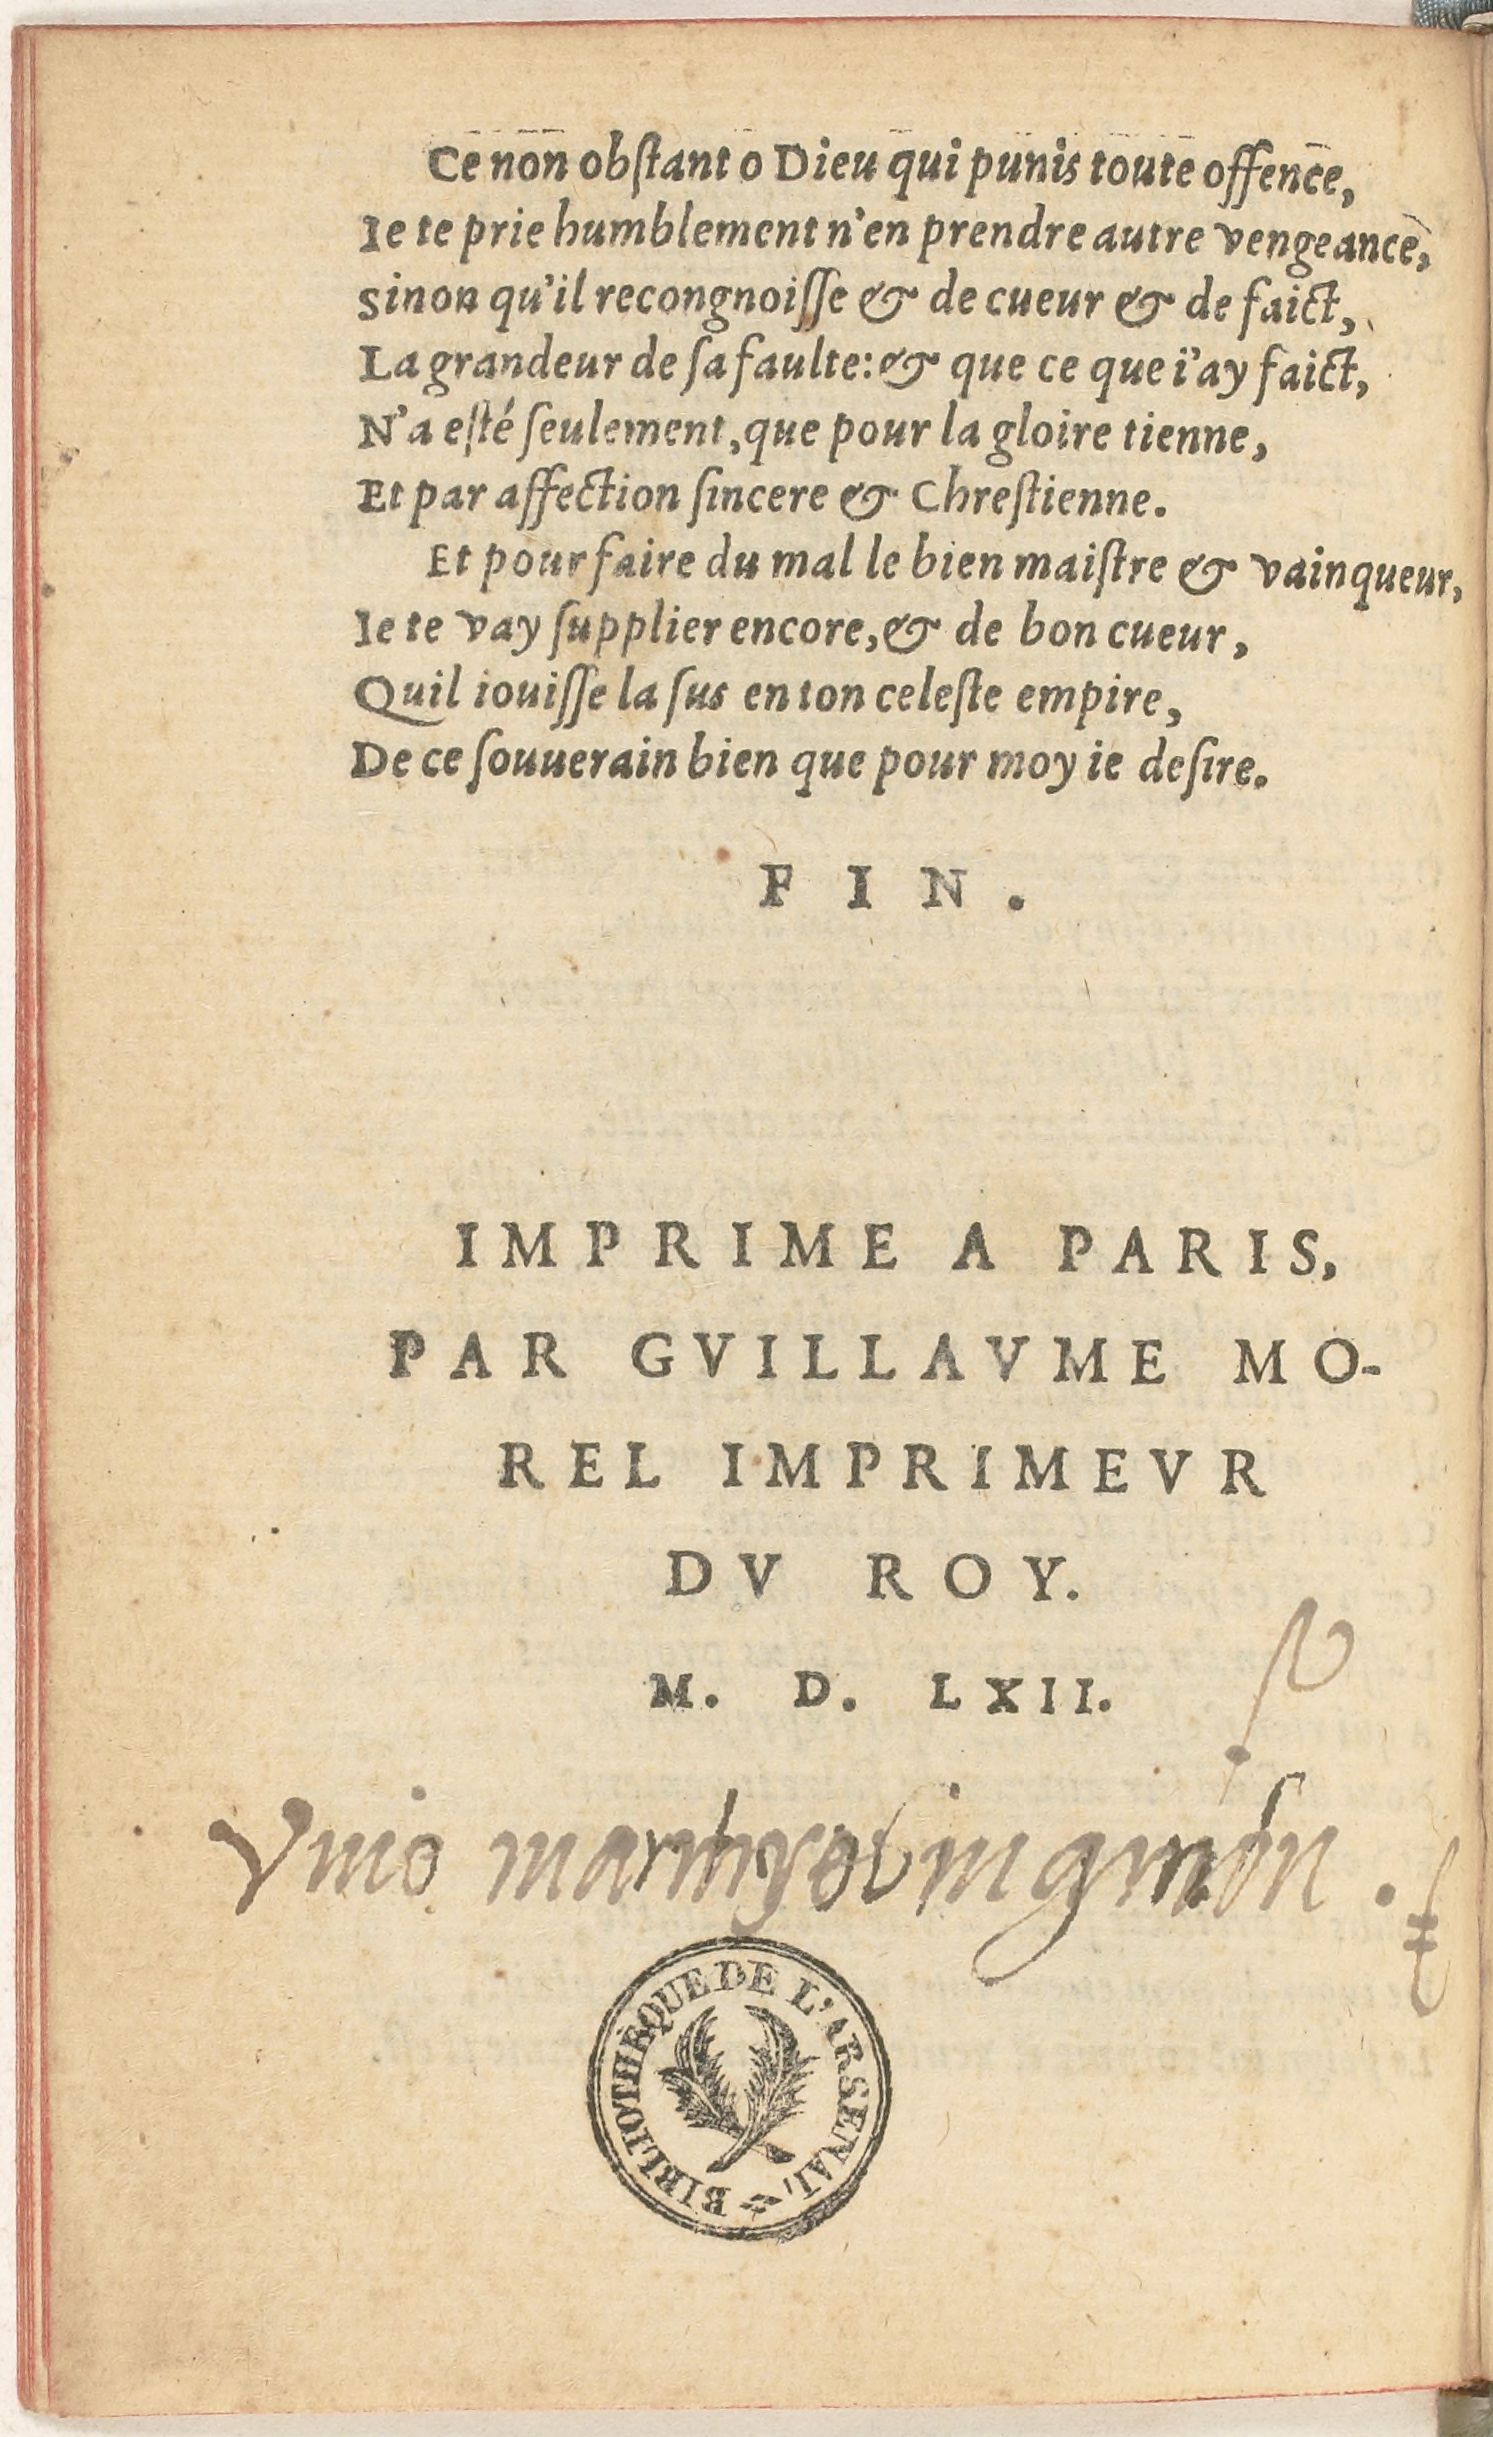 Ce non obſtant o Dieu qui punis toute offence,
Ie te prie humblement n'en prendre autre vengeance,
sinon qu'il recongnoiſſe & de cueur & de faict,
La grandeur de ſa faulte: & que ce que i'ay faict,
N'a eſté ſeulement, que pour la gloire tienne,
Et par affection ſincere & Chreſtienne.
Et pour faire du mal le bien maiſtre & vainqueur,
Ie te vay ſupplier encore, & de bon cueur,
Quil iouiſſe la ſus en ton celeſte empire,
De ce ſouuerain bien que pour moy ie deſire.
FIN.
IMPRIME A PARIS,
PAR GVILLAVME MO-
REL IMPRIMEVR
DV ROY.
M. D. LXII.
BIBLIOTHÈQUE DE L'ARSENAL